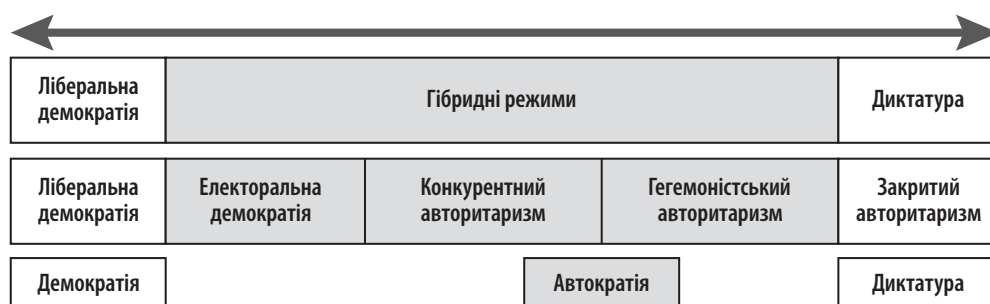 Ліберальна
демократія
Гібридні режими
Диктатура
Ліберальна
демократія
Електоральна
демократія
Конкурентний
авторитаризм
Гегемоністський
авторитаризм
Закритий
авторитаризм
Демократія
Автократія
Диктатура